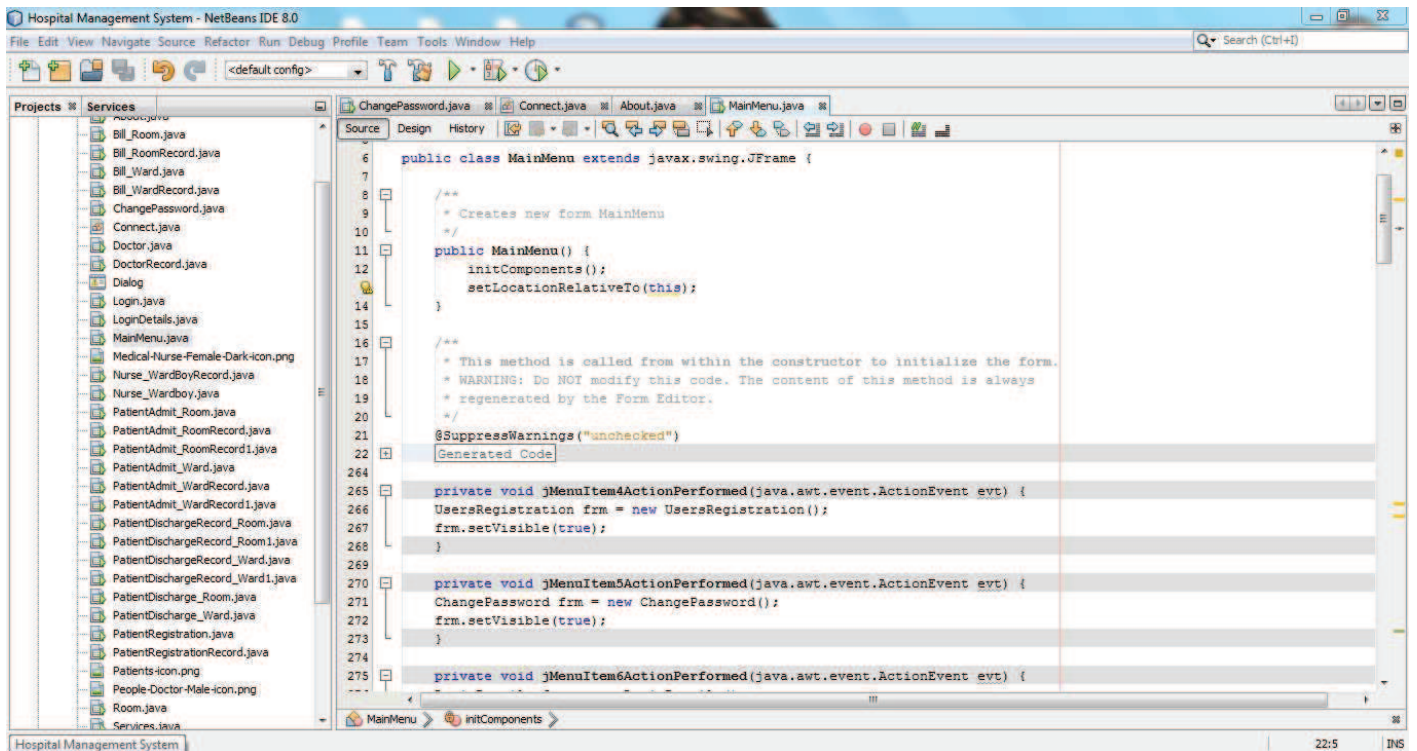 Hospital Management System - NetBeans IDE 8.0
File Edit View Navigate Source Refactor Run Debug Profile Team Tools Window Help
Search (Ctrl+I)
<default config>
Projects Services
About.java
Bill_Room.java
Bill_RoomRecord.java
Bill_Ward.java
Bill_WardRecord.java
ChangePassword.java
Connect.java
Doctor.java
DoctorRecord.java
Dialog
Login.java
LoginDetails.java
MainMenu.java
Medical-Nurse-Female-Dark-icon.png
Nurse_WardBoyRecord.java
Nurse_Wardboy.java
PatientAdmit_Room.java
PatientAdmit_RoomRecord.java
PatientAdmit_RoomRecord1.java
PatientAdmit_Ward.java
PatientAdmit_WardRecord.java
PatientAdmit_WardRecord1.java
PatientDischargeRecord_Room.java
PatientDischargeRecord_Room1.java
PatientDischargeRecord_Ward.java
PatientDischargeRecord_Ward1.java
PatientDischarge_Room.java
PatientDischarge_Ward.java
PatientRegistration.java
PatientRegistrationRecord.java
Patients-icon.png
People-Doctor-Male-icon.png
Room.java
Services.java
ChangePassword.java Connect.java About.java MainMenu.java
Source Design History
6 public class MainMenu extends javax.swing.JFrame {
7
8 /**
9 * Creates new form MainMenu
10 */
11 public MainMenu() {
12 initComponents();
setLocationRelativeTo(this);
14 }
15
16 /**
17 * This method is called from within the constructor to initialize the form.
18 * WARNING: Do NOT modify this code. The content of this method is always
19 * regenerated by the Form Editor.
20 */
21 @SuppressWarnings("unchecked")
22 Generated Code
264
265 private void jMenuItem4ActionPerformed(java.awt.event.ActionEvent evt) {
266 UsersRegistration frm = new UsersRegistration();
267 frm.setVisible(true);
268 }
269
270 private void jMenuItem5ActionPerformed(java.awt.event.ActionEvent evt) {
271 ChangePassword frm = new ChangePassword();
272 frm.setVisible(true);
273 }
274
275 private void jMenuItem6ActionPerformed(java.awt.event.ActionEvent evt) {
MainMenu initComponents
Hospital Management System
22:5 INS